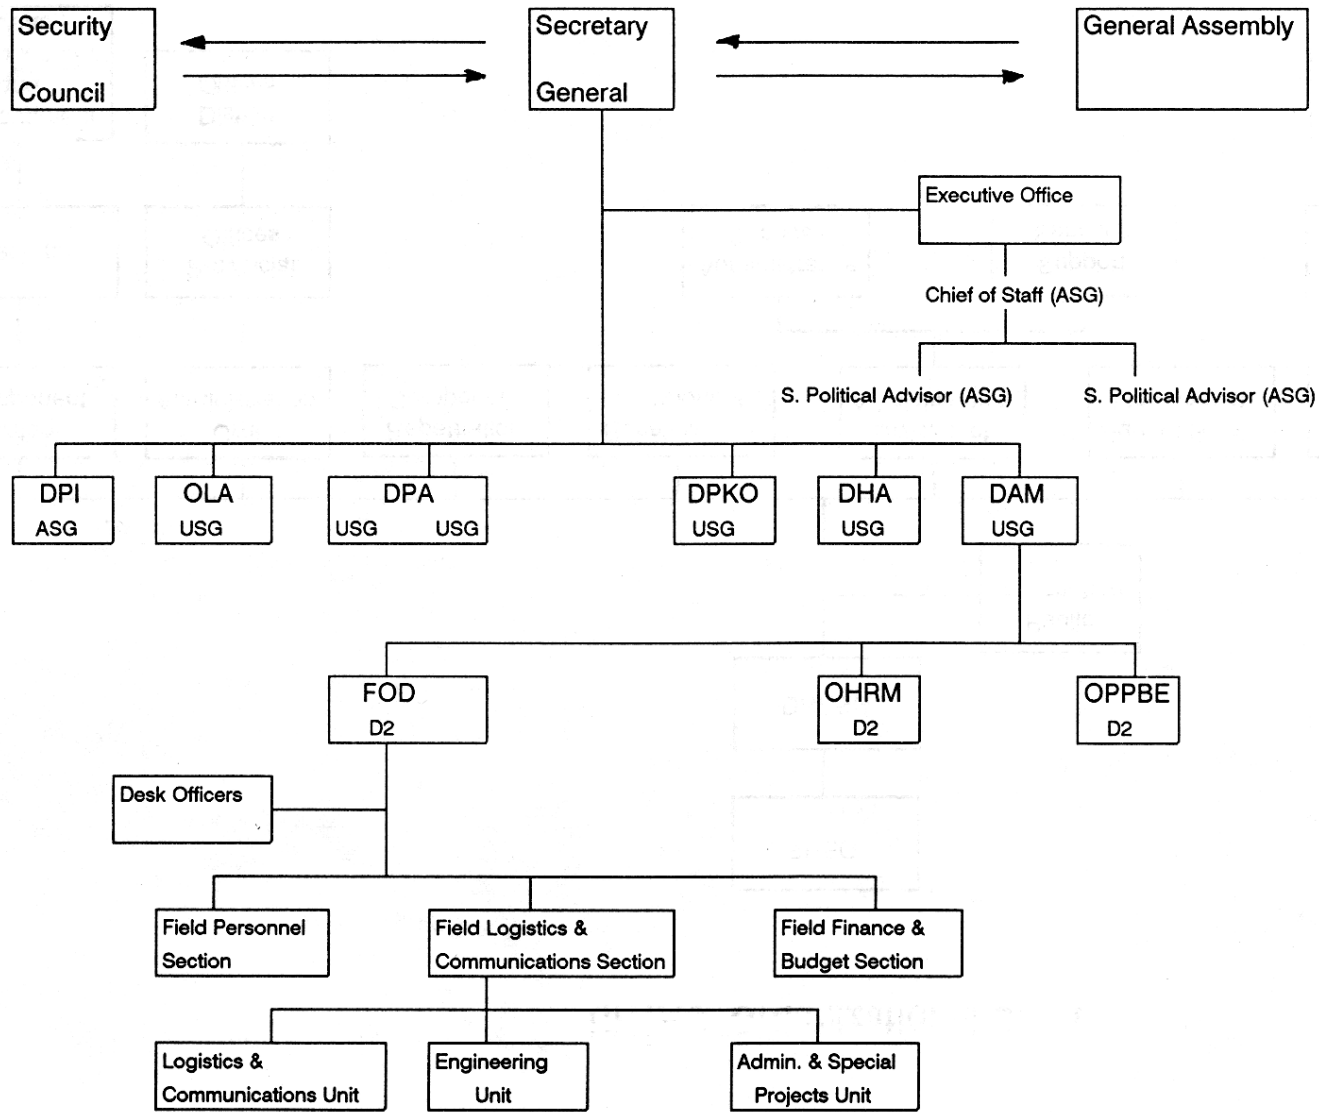 Security
Council
Secretary
General
General Assembly
Executive Office
Chief of Staff (ASG)
S. Political Advisor (ASG)
S. Political Advisor (ASG)
DPI
ASG
OLA
USG
DPA
USG USG
DPKO
USG
DHA
USG
DAM
USG
FOD
D2
OHRM
D2
OPPBE
D2
Desk Officers
Field Personnel
Section
Field Logistics &
Communications Section
Field Finance &
Budget Section
Logistics &
Communications Unit
Engineering
Unit
Admin. & Special
Projects Unit